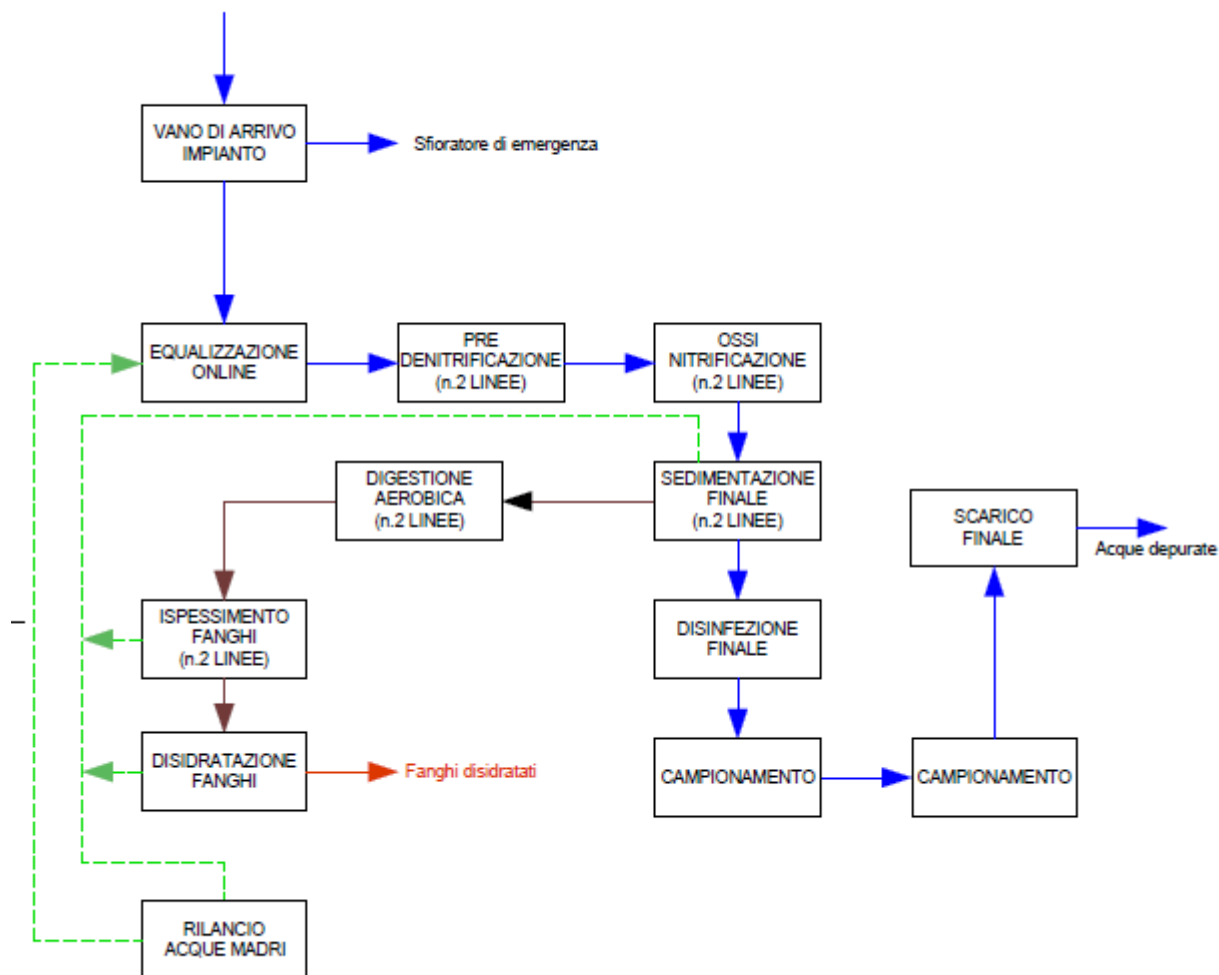 VANO DI ARRIVO
IMPIANTO
Sfioratore di emergenza
EQUALIZZAZIONE
ONLINE
PRE
DENITRIFICAZIONE
(n.2 LINEE)
OSSI
NITRIFICAZIONE
(n.2 LINEE)
DIGESTIONE
AEROBICA
(n.2 LINEE)
SEDIMENTAZIONE
FINALE
(n.2 LINEE)
SCARICO
FINALE
Acque depurate
ISPESSIMENTO
FANGHI
(n.2 LINEE)
DISINFEZIONE
FINALE
DISIDRATAZIONE
FANGHI
Fanghi disidratati
CAMPIONAMENTO
CAMPIONAMENTO
RILANCIO
ACQUE MADRI